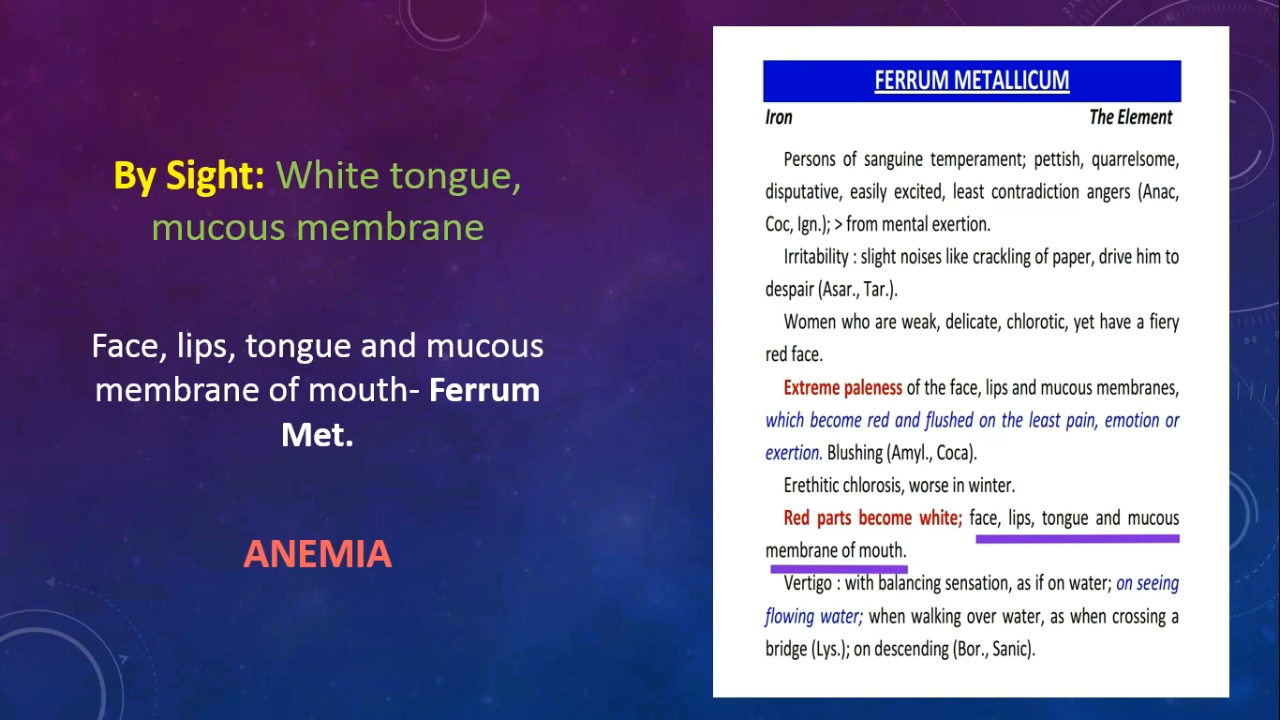 By Sight: White tongue,
mucous membrane
Face, lips, tongue and mucous
membrane of mouth- Ferrum
Met.
ANEMIA
FERRUM METALLICUM
Iron The Element
Persons of sanguine temperament; pettish, quarrelsome,
disputative, easily excited, least contradiction angers (Anac,
Coc, Ign.); > from mental exertion.
Irritability : slight noises like crackling of paper, drive him to
despair (Asar., Tar.).
Women who are weak, delicate, chlorotic, yet have a fiery
red face.
Extreme paleness of the face, lips and mucous membranes,
which become red and flushed on the least pain, emotion or
exertion. Blushing (Amyl., Coca).
Erethitic chlorosis, worse in winter.
Red parts become white; face, lips, tongue and mucous
membrane of mouth.
Vertigo : with balancing sensation, as if on water; on seeing
flowing water; when walking over water, as when crossing a
bridge (Lys.); on descending (Bor., Sanic).